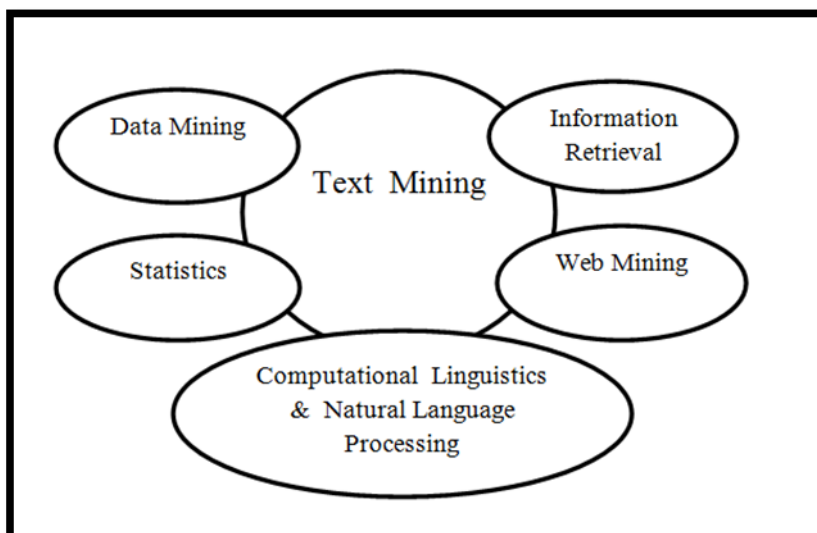 Data Mining
Information
Retrieval
Text Mining
Statistics
Web Mining
Computational Linguistics
& Natural Language
Processing